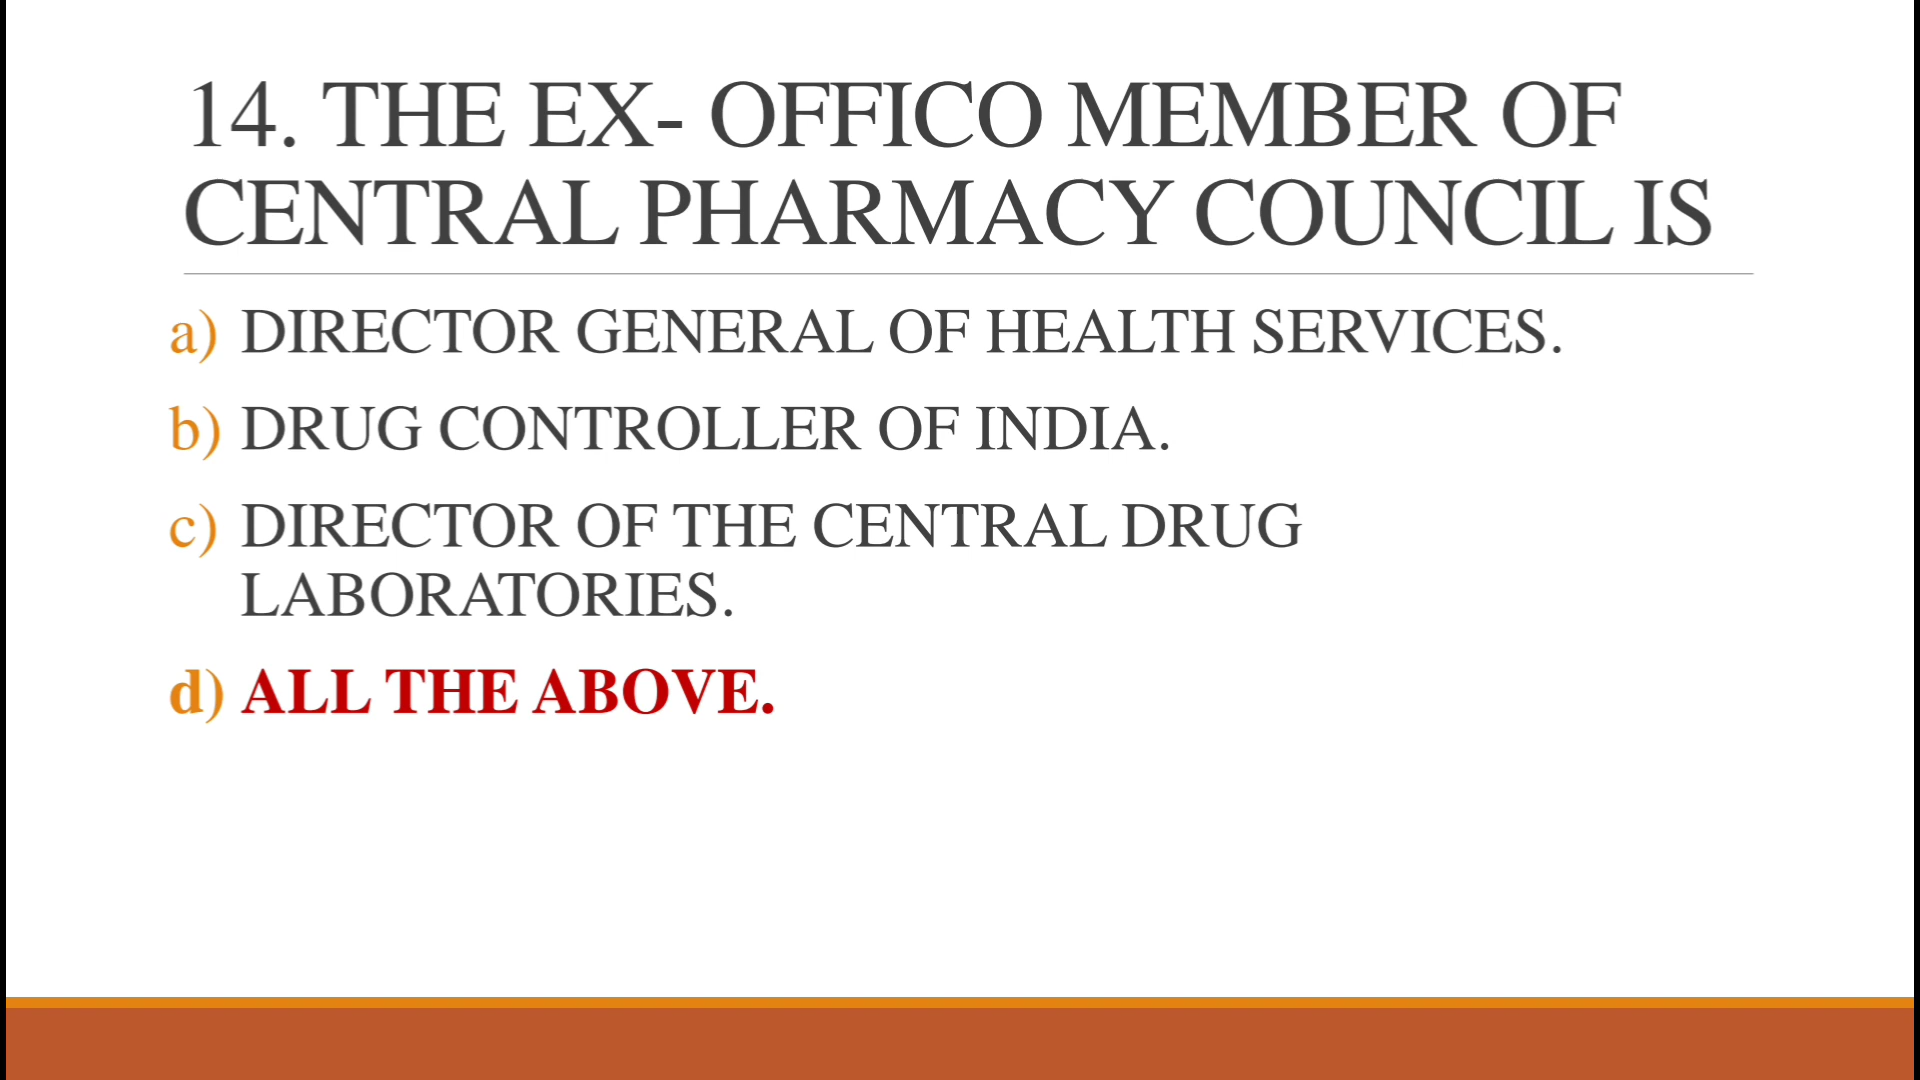 14. THE EX- OFFICO MEMBER OF
CENTRAL PHARMACY COUNCIL IS
a) DIRECTOR GENERAL OF HEALTH SERVICES.
b) DRUG CONTROLLER OF INDIA.
c) DIRECTOR OF THE CENTRAL DRUG
LABORATORIES.
d) ALL THE ABOVE.